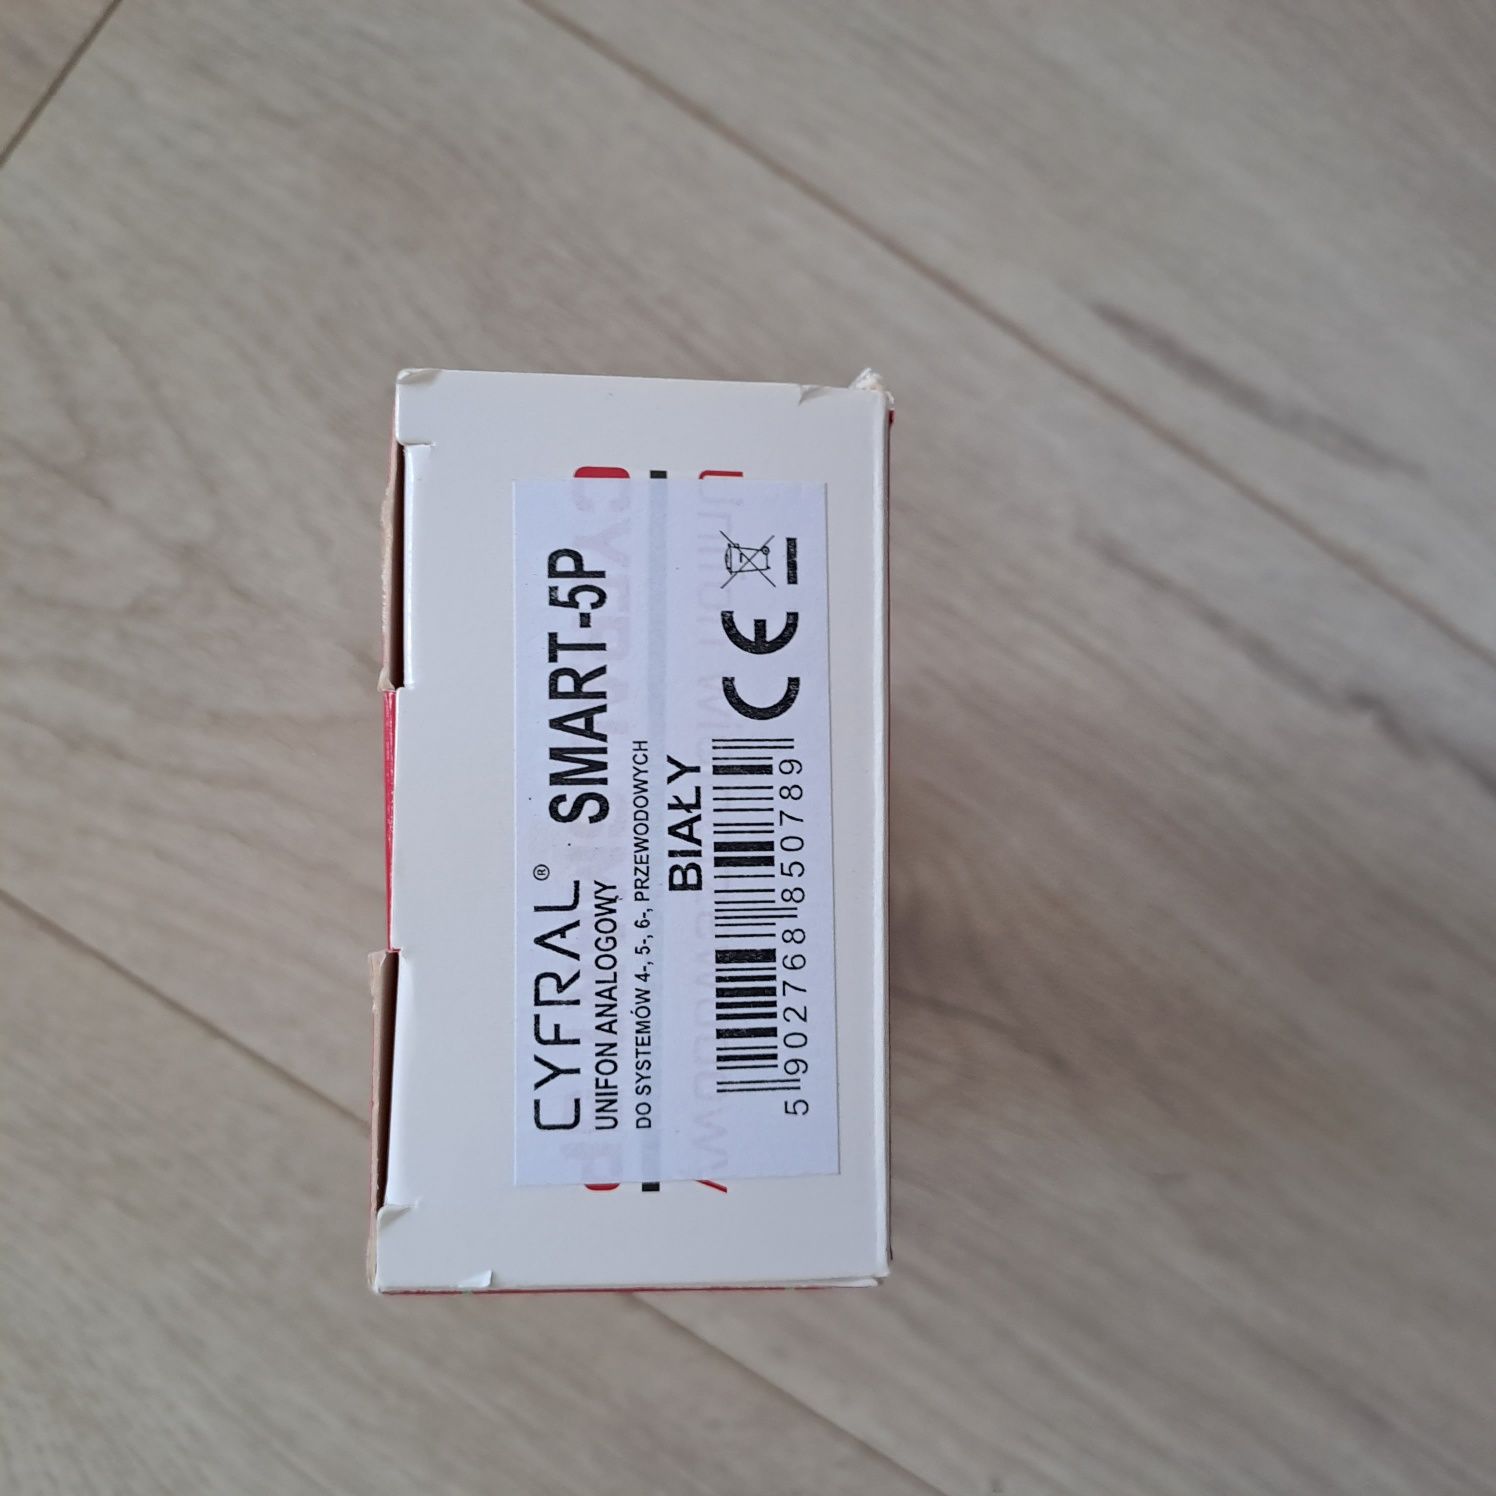 CYFRAL® SMART-5P
UNIFON ANALOGOWY
DO SYSTEMÓW 4-, 5-, 6-, PRZEWODOWYCH
BIAŁY
5 902768 850789
CE